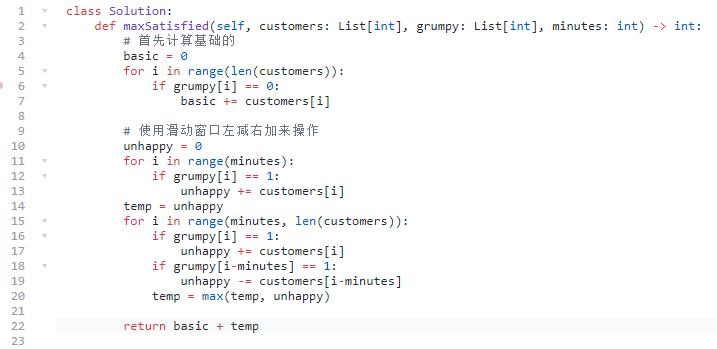 1 class Solution:
2     def maxSatisfied(self, customers: List[int], grumpy: List[int], minutes: int) -> int:
3         # 首先计算基础的
4         basic = 0
5         for i in range(len(customers)):
6             if grumpy[i] == 0:
7                 basic += customers[i]
8
9         # 使用滑动窗口左减右加来操作
10         unhappy = 0
11         for i in range(minutes):
12             if grumpy[i] == 1:
13                 unhappy += customers[i]
14         temp = unhappy
15         for i in range(minutes, len(customers)):
16             if grumpy[i] == 1:
17                 unhappy += customers[i]
18             if grumpy[i-minutes] == 1:
19                 unhappy -= customers[i-minutes]
20             temp = max(temp, unhappy)
21
22         return basic + temp
23